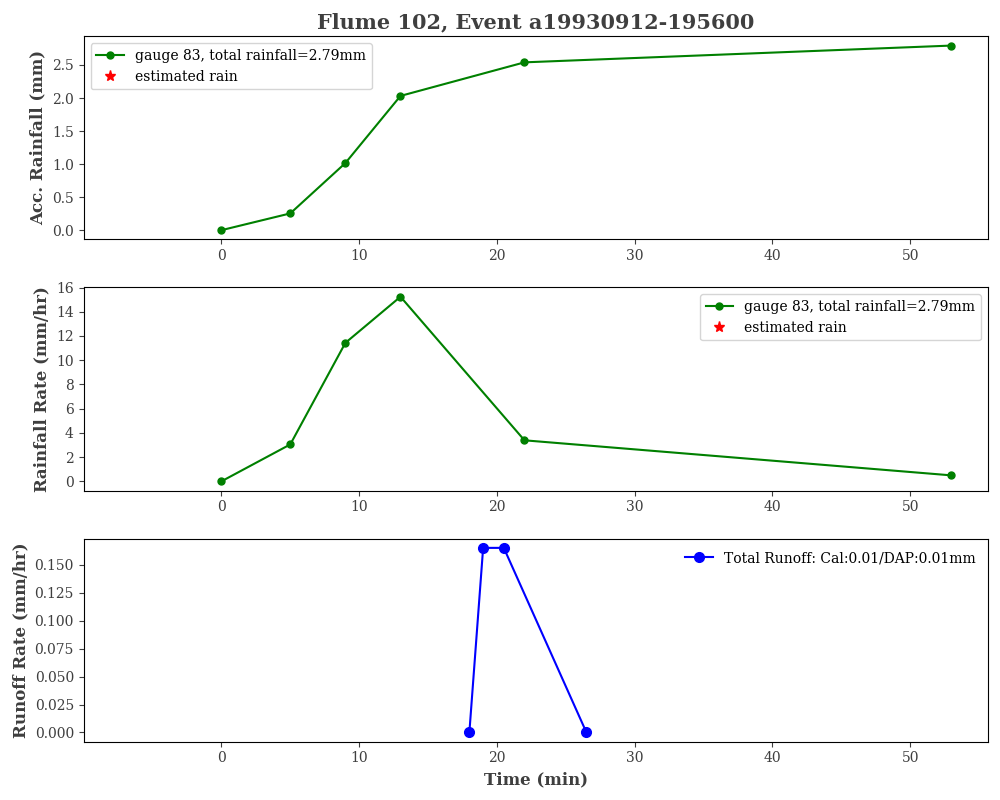 Flume 102, Event a19930912-195600
Acc. Rainfall (mm)
2.5
2.0
1.5
1.0
0.5
0.0
gauge 83, total rainfall=2.79mm
estimated rain
0 10 20 30 40 50
Rainfall Rate (mm/hr)
16
14
12
10
8
6
4
2
0
gauge 83, total rainfall=2.79mm
estimated rain
0 10 20 30 40 50
Runoff Rate (mm/hr)
0.150
0.125
0.100
0.075
0.050
0.025
0.000
Total Runoff: Cal:0.01/DAP:0.01mm
0 10 20 30 40 50
Time (min)